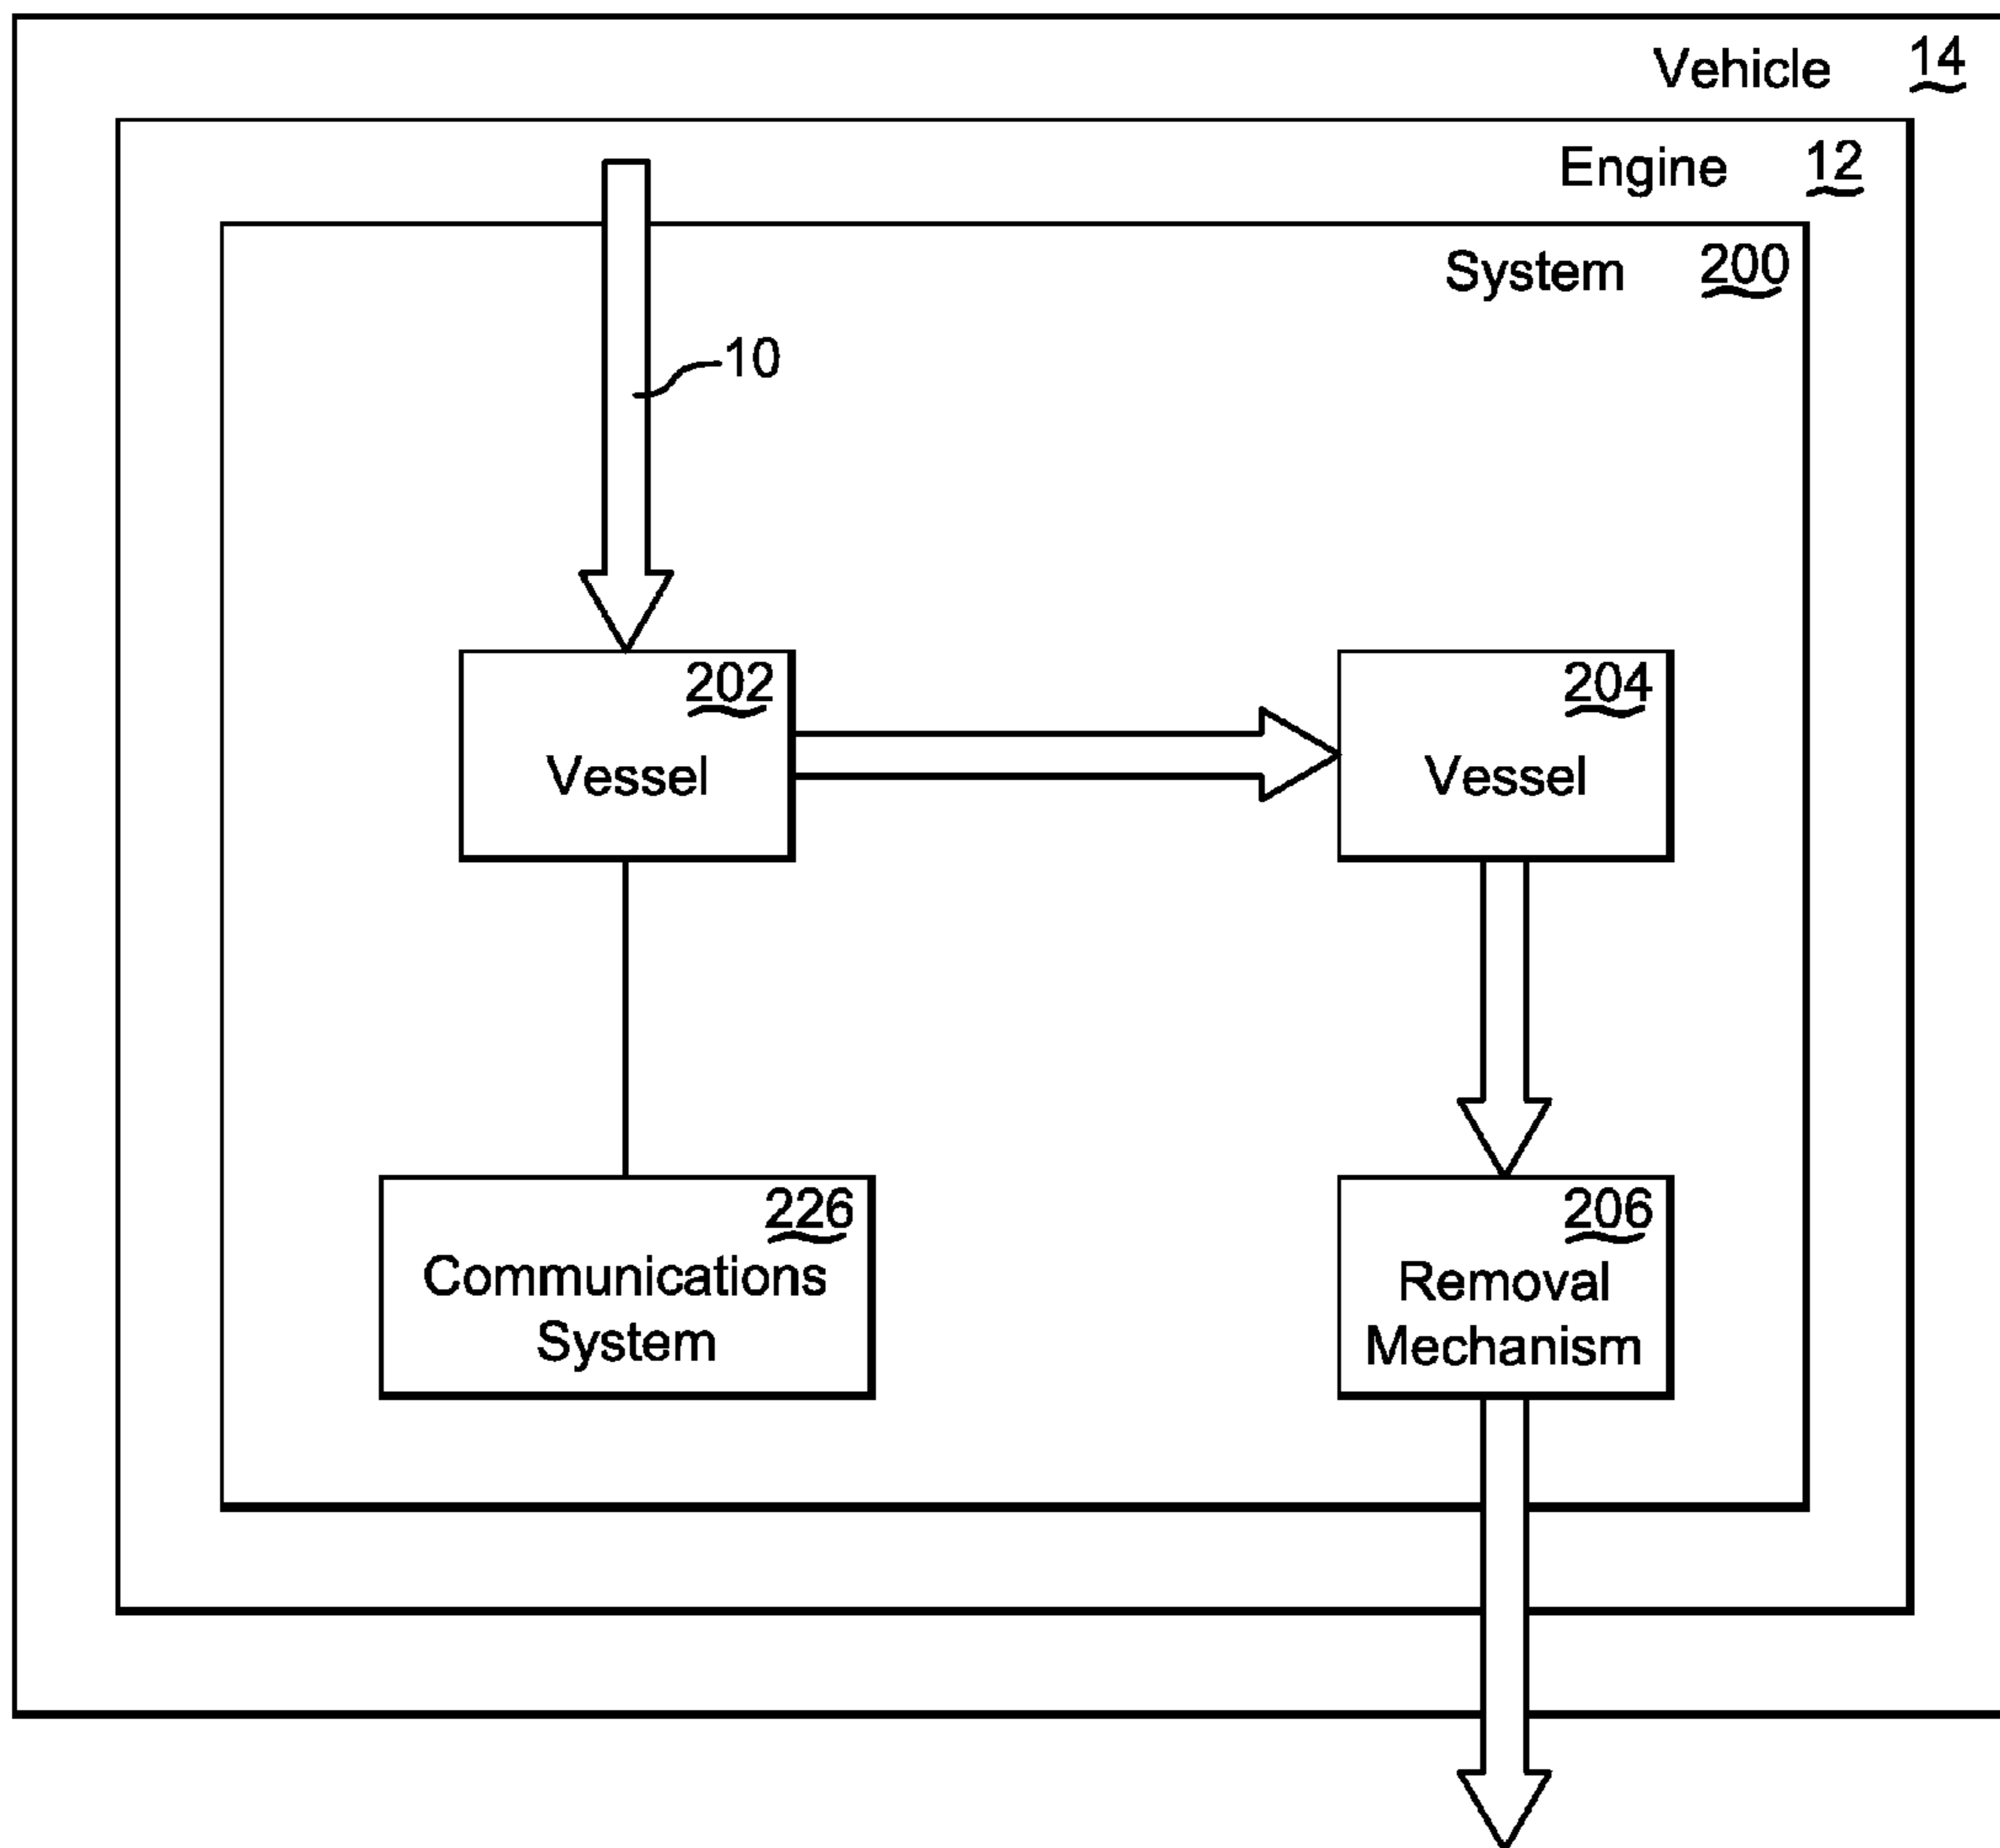 Vehicle 14
Engine 12
System 200
10
202
Vessel
204
Vessel
226
Communications
System
206
Removal
Mechanism